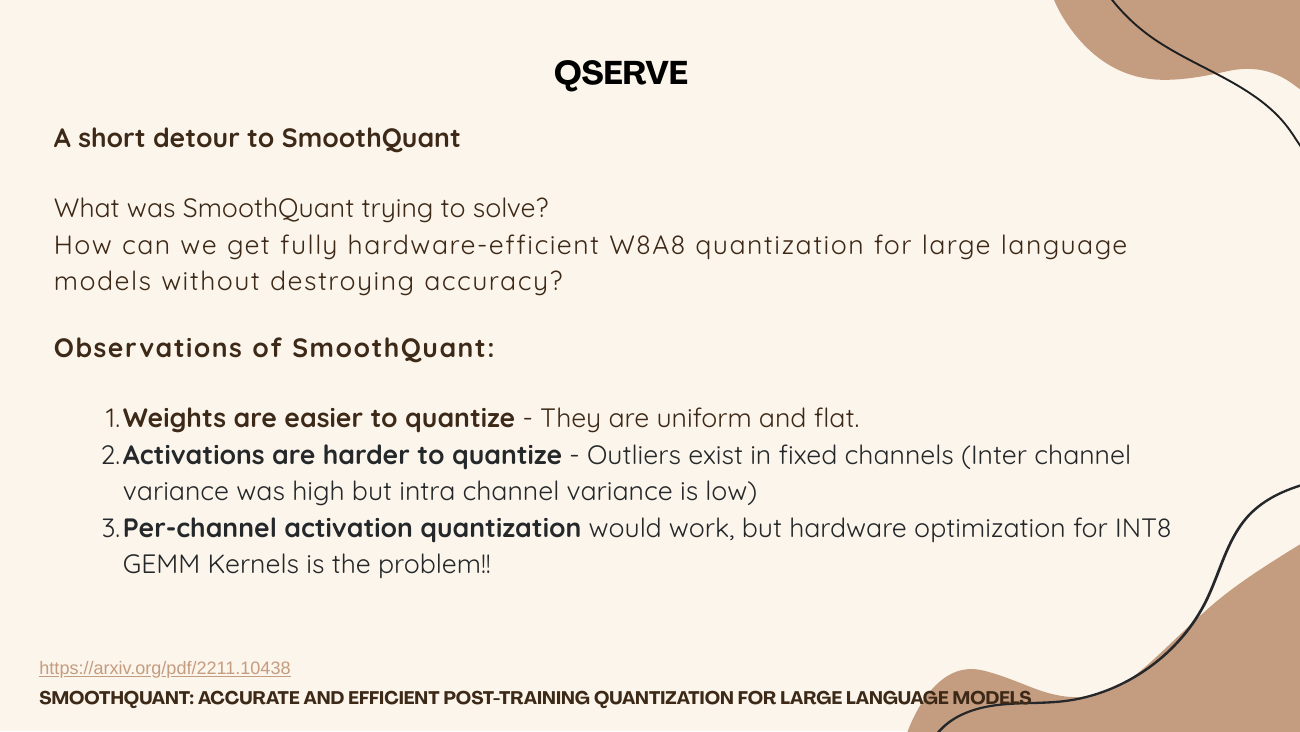 QSERVE
A short detour to SmoothQuant
What was SmoothQuant trying to solve?
How can we get fully hardware-efficient W8A8 quantization for large language
models without destroying accuracy?
Observations of SmoothQuant:
1. Weights are easier to quantize - They are uniform and flat.
2. Activations are harder to quantize - Outliers exist in fixed channels (Inter channel
variance was high but intra channel variance is low)
3. Per-channel activation quantization would work, but hardware optimization for INT8
GEMM Kernels is the problem!!
https://arxiv.org/pdf/2211.10438
SMOOTHQUANT: ACCURATE AND EFFICIENT POST-TRAINING QUANTIZATION FOR LARGE LANGUAGE MODELS